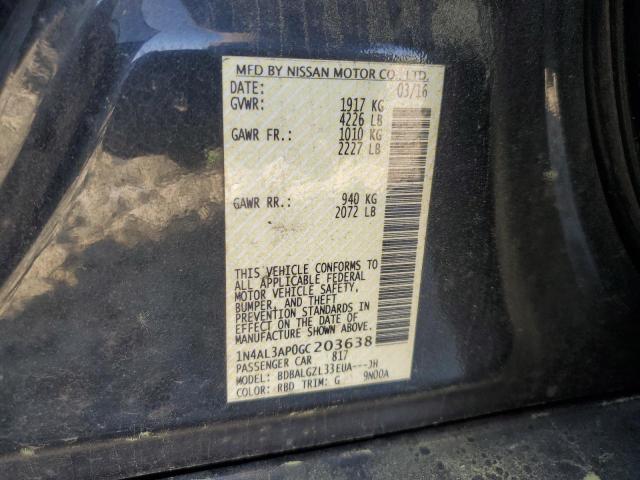 MFD BY NISSAN MOTOR CO., LTD.
DATE: 03/16
GVWR: 1917 KG
4226 LB
GAWR FR.: 1010 KG
2227 LB
GAWR RR.: 940 KG
2072 LB
THIS VEHICLE CONFORMS TO
ALL APPLICABLE FEDERAL
MOTOR VEHICLE SAFETY,
BUMPER, AND THEFT
PREVENTION STANDARDS IN
EFFECT ON THE DATE OF
MANUFACTURE SHOWN ABOVE.
1N4AL3AP0GC203638
PASSENGER CAR 817
MODEL: BDBALGZL33EUA---JH
COLOR: RBD TRIM: G 9N00A